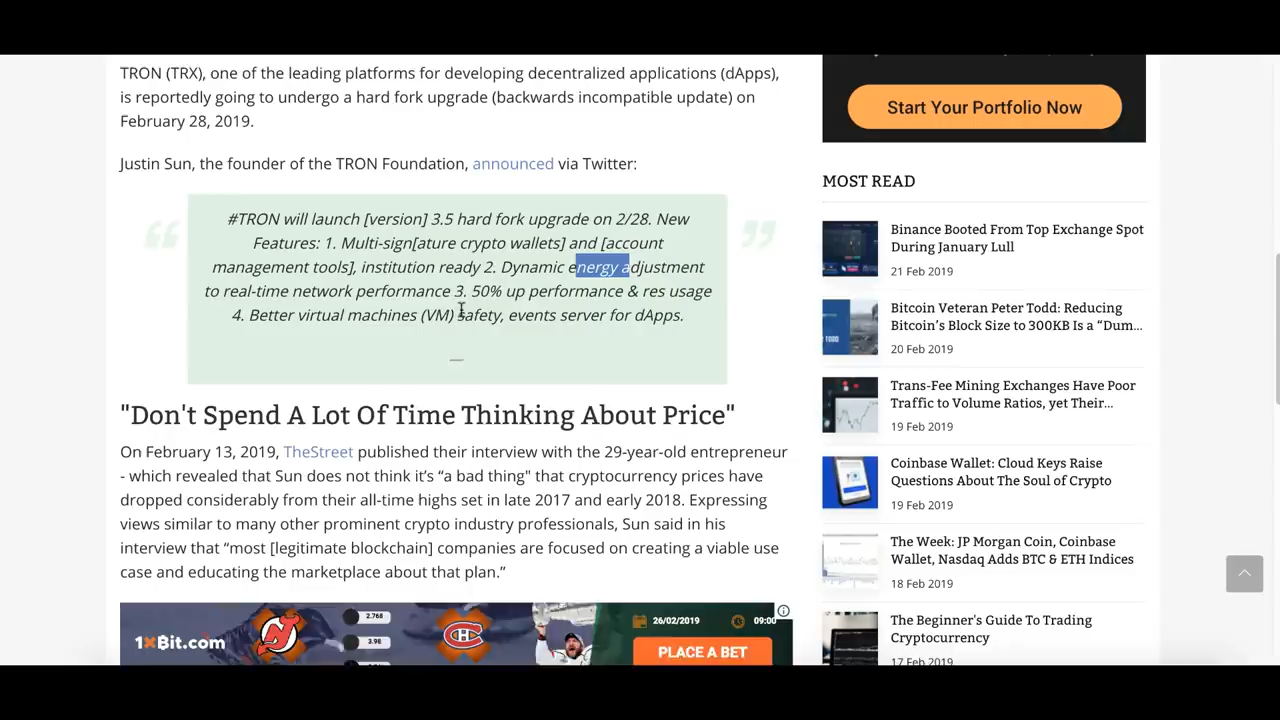 TRON (TRX), one of the leading platforms for developing decentralized applications (dApps),
is reportedly going to undergo a hard fork upgrade (backwards incompatible update) on
February 28, 2019.
Justin Sun, the founder of the TRON Foundation, announced via Twitter:
“
#TRON will launch [version] 3.5 hard fork upgrade on 2/28. New
Features: 1. Multi-sign[ature crypto wallets] and [account
management tools], institution ready 2. Dynamic energy adjustment
to real-time network performance 3. 50% up performance & res usage
4. Better virtual machines (VM) safety, events server for dApps.
”
—
"Don't Spend A Lot Of Time Thinking About Price"
On February 13, 2019, TheStreet published their interview with the 29-year-old entrepreneur
- which revealed that Sun does not think it’s “a bad thing" that cryptocurrency prices have
dropped considerably from their all-time highs set in late 2017 and early 2018. Expressing
views similar to many other prominent crypto industry professionals, Sun said in his
interview that “most [legitimate blockchain] companies are focused on creating a viable use
case and educating the marketplace about that plan.”
1xBit.com
2.768
3.98
26/02/2019
09:00
PLACE A BET
Start Your Portfolio Now
MOST READ
Binance Booted From Top Exchange Spot
During January Lull
21 Feb 2019
Bitcoin Veteran Peter Todd: Reducing
Bitcoin’s Block Size to 300KB Is a “Dum...
20 Feb 2019
Trans-Fee Mining Exchanges Have Poor
Traffic to Volume Ratios, yet Their...
19 Feb 2019
Coinbase Wallet: Cloud Keys Raise
Questions About The Soul of Crypto
19 Feb 2019
The Week: JP Morgan Coin, Coinbase
Wallet, Nasdaq Adds BTC & ETH Indices
18 Feb 2019
The Beginner's Guide To Trading
Cryptocurrency
17 Feb 2019